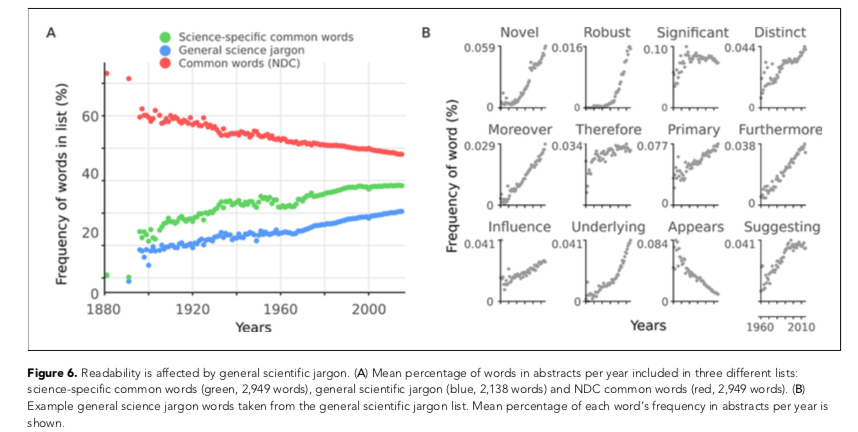 A
Science-specific common words
General science jargon
Common words (NDC)
Frequency of words in list (%)
60
40
20
0
1880
1920
1960
2000
Years
B
Frequency of word (%)
Novel
0.059
0
Robust
0.016
0
Significant
0.10
0
Distinct
0.044
0
Moreover
0.029
0
Therefore
0.034
0
Primary
0.077
0
Furthermore
0.038
0
Influence
0.041
0
Underlying
0.041
0
Appears
0.084
0
Suggesting
0.041
0
Years
1960 2010
Figure 6. Readability is affected by general scientific jargon. (A) Mean percentage of words in abstracts per year included in three different lists:
science-specific common words (green, 2,949 words), general scientific jargon (blue, 2,138 words) and NDC common words (red, 2,949 words). (B)
Example general science jargon words taken from the general scientific jargon list. Mean percentage of each word's frequency in abstracts per year is
shown.